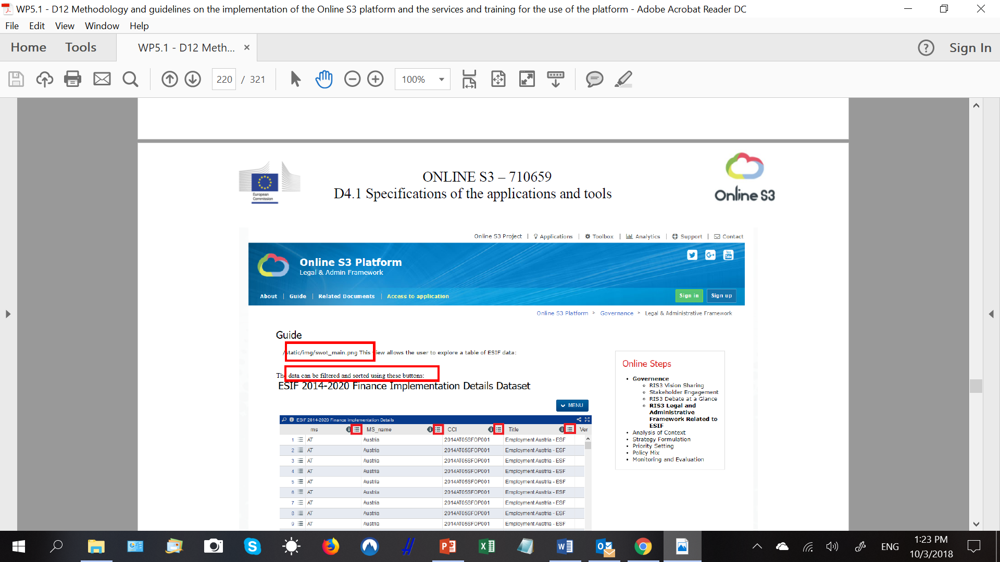 WP5.1 - D12 Methodology and guidelines on the implementation of the Online S3 platform and the services and training for the use of the platform - Adobe Acrobat Reader DC
File Edit View Window Help
Home Tools WP5.1 - D12 Meth... × ? Sign In
220 / 321 100%
European
Commission
ONLINE S3 – 710659
D4.1 Specifications of the applications and tools
Online S3
Online S3 Project | Applications | Toolbox | Analytics | Support | Contact
Online S3 Platform
Legal & Admin Framework
About | Guide | Related Documents | Access to application
Sign in Sign up
Online S3 Platform > Governance > Legal & Administrative Framework
Guide
/static/img/swot_main.png This view allows the user to explore a table of ESIF data:
The data can be filtered and sorted using these buttons:
ESIF 2014-2020 Finance Implementation Details Dataset
MENU
ESIF 2014-2020 Finance Implementation Details
ms MS_name CCI Title Ver
1 AT Austria 2014AT05SFOP001 Employment Austria - ESF
2 AT Austria 2014AT05SFOP001 Employment Austria - ESF
3 AT Austria 2014AT05SFOP001 Employment Austria - ESF
4 AT Austria 2014AT05SFOP001 Employment Austria - ESF
5 AT Austria 2014AT05SFOP001 Employment Austria - ESF
6 AT Austria 2014AT05SFOP001 Employment Austria - ESF
7 AT Austria 2014AT05SFOP001 Employment Austria - ESF
8 AT Austria 2014AT05SFOP001 Employment Austria - ESF
9 AT Austria 2014AT05SFOP001 Employment Austria - ESF
Online Steps
Governence
RIS3 Vision Sharing
Stakeholder Engagement
RIS3 Debate at a Glance
RIS3 Legal and
Administrative
Framework Related to
ESIF
Analysis of Context
Strategy Formulation
Priority Setting
Policy Mix
Monitoring and Evaluation
ENG
1:23 PM
10/3/2018